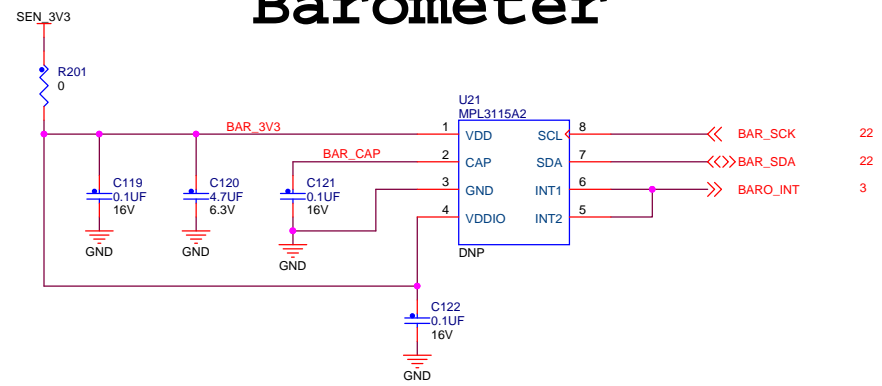 Barometer
SEN_3V3
R201
0
U21
MPL3115A2
BAR_3V3
1
VDD
SCL
8
BAR_SCK
22
BAR_CAP
2
CAP
SDA
7
BAR_SDA
22
3
GND
INT1
6
BARO_INT
3
4
VDDIO
INT2
5
DNP
C119
0.1UF
16V
GND
C120
4.7UF
6.3V
GND
C121
0.1UF
16V
GND
C122
0.1UF
16V
GND